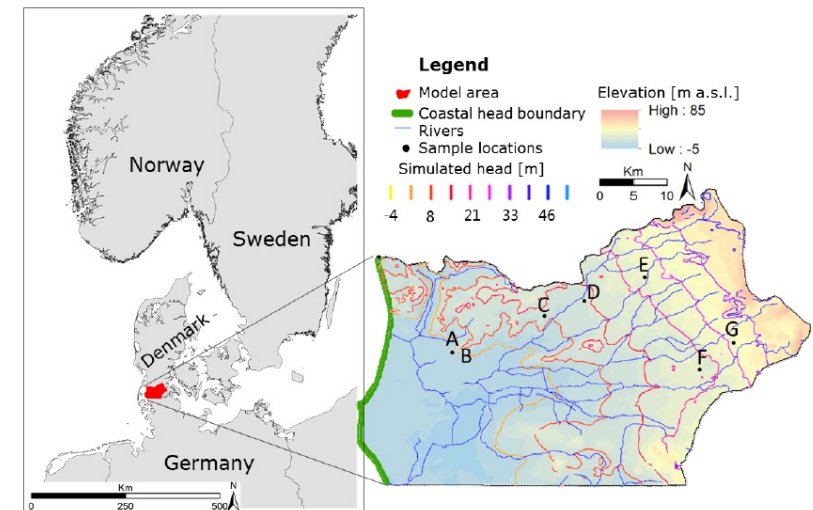 Norway
Sweden
Denmark
Germany
Km
0 250 500
N
Legend
Model area
Coastal head boundary
Rivers
Sample locations
Simulated head [m]
-4 8 21 33 46
Elevation [m a.s.l.]
High : 85
Low : -5
Km
0 5 10
N
A
B
C
D
E
F
G